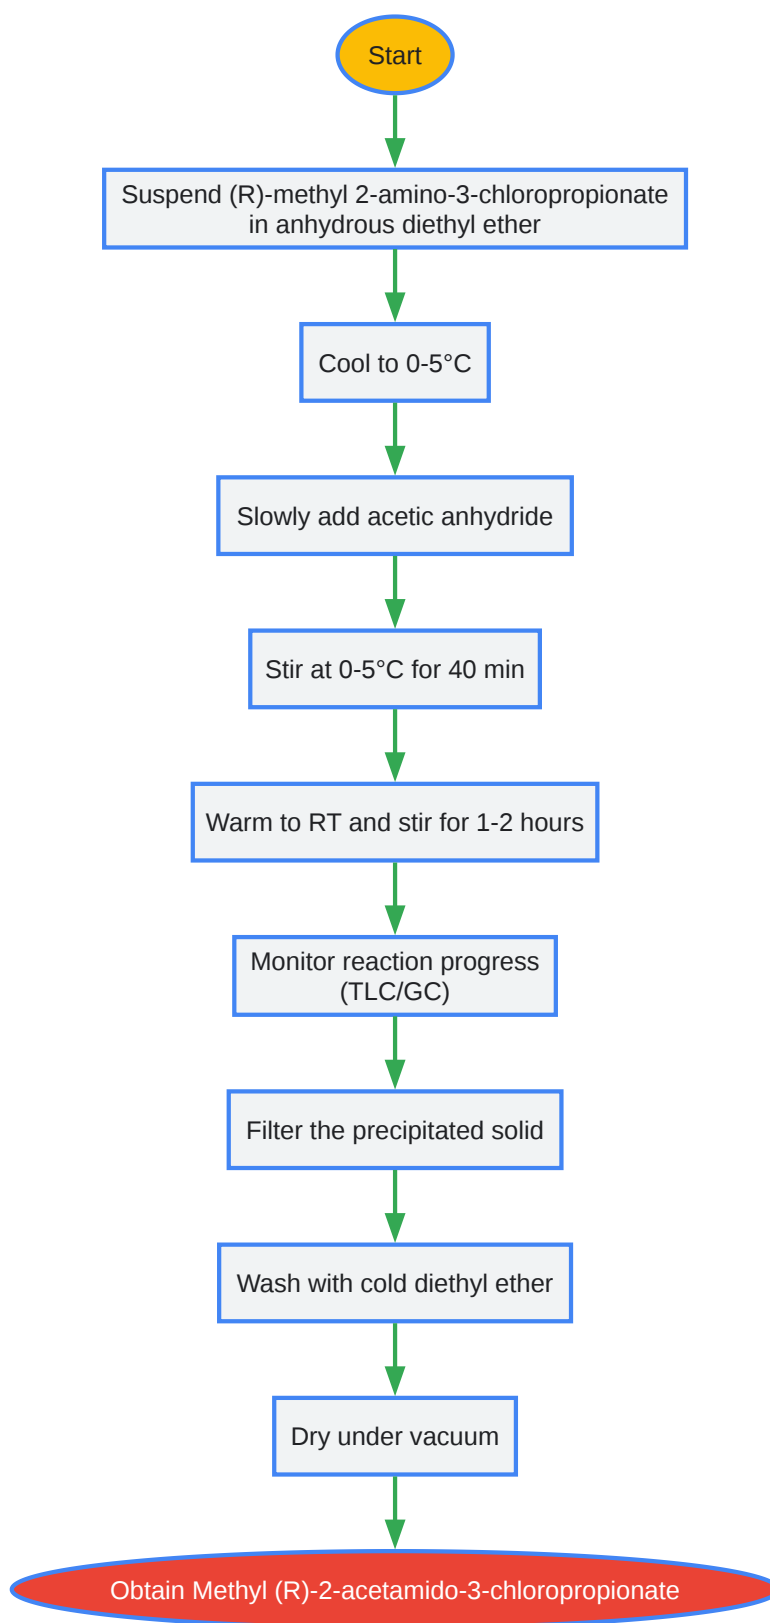 Start
Suspend (R)-methyl 2-amino-3-chloropropionate
in anhydrous diethyl ether
Cool to 0-5°C
Slowly add acetic anhydride
Stir at 0-5°C for 40 min
Warm to RT and stir for 1-2 hours
Monitor reaction progress
(TLC/GC)
Filter the precipitated solid
Wash with cold diethyl ether
Dry under vacuum
Obtain Methyl (R)-2-acetamido-3-chloropropionate